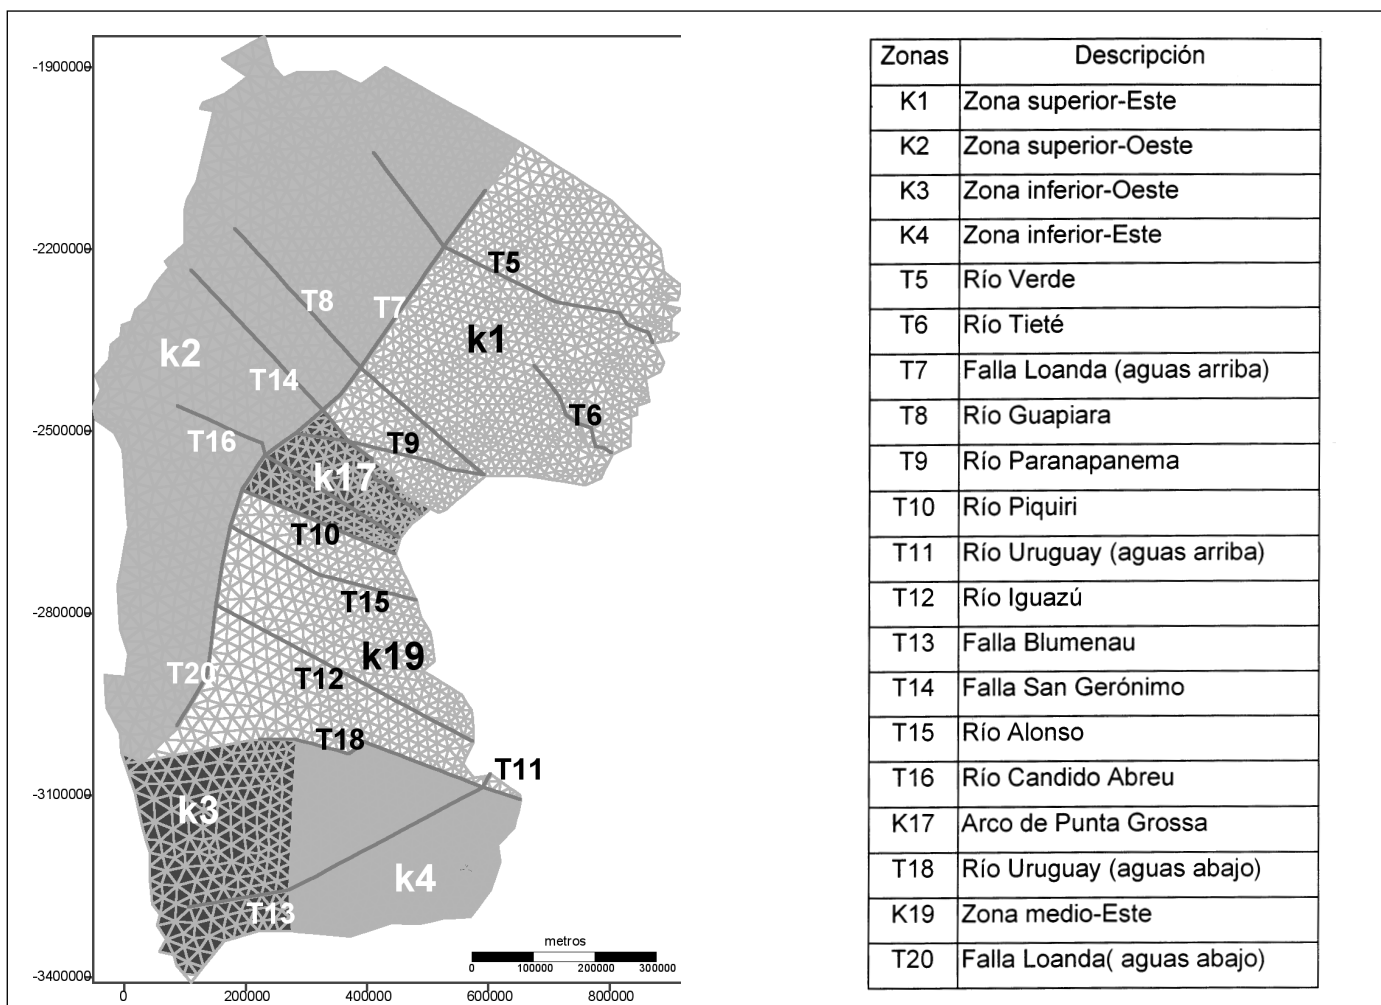 -1900000
-2200000
-2500000
-2800000
-3100000
-3400000
0
200000
400000
600000
800000
T5
T8
T7
k1
k2
T14
T6
T16
T9
k17
T10
T15
k19
T12
T20
T18
T11
k3
k4
T13
metros
0 100000 200000 300000
Zonas Descripción
K1 Zona superior-Este
K2 Zona superior-Oeste
K3 Zona inferior-Oeste
K4 Zona inferior-Este
T5 Río Verde
T6 Río Tieté
T7 Falla Loanda (aguas arriba)
T8 Río Guapiara
T9 Río Paranapanema
T10 Río Piquiri
T11 Río Uruguay (aguas arriba)
T12 Río Iguazú
T13 Falla Blumenau
T14 Falla San Gerónimo
T15 Río Alonso
T16 Río Candido Abreu
K17 Arco de Punta Grossa
T18 Río Uruguay (aguas abajo)
K19 Zona medio-Este
T20 Falla Loanda( aguas abajo)